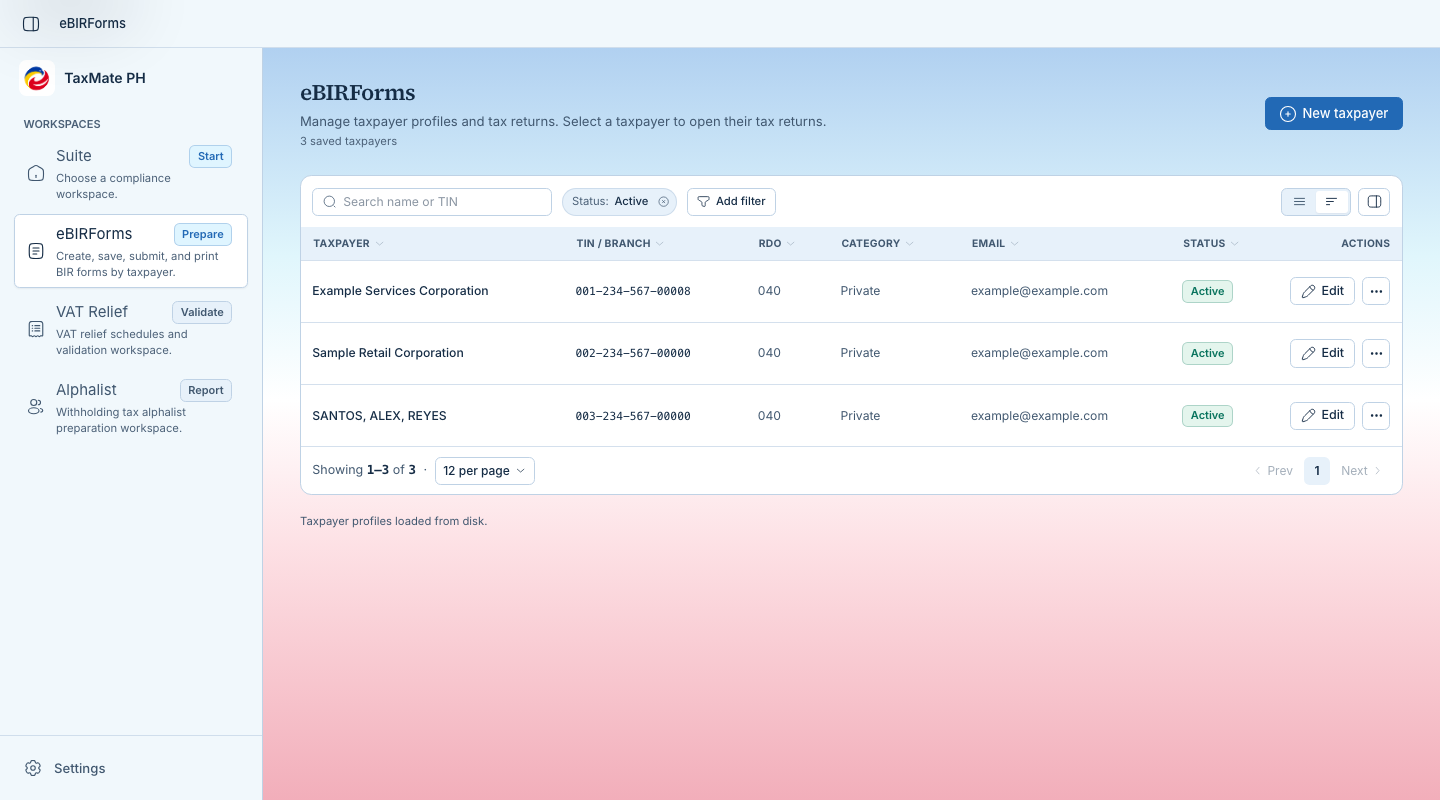 eBIRForms
TaxMate PH
WORKSPACES
Suite
Start
Choose a compliance
workspace.
eBIRForms
Prepare
Create, save, submit, and print
BIR forms by taxpayer.
VAT Relief
Validate
VAT relief schedules and
validation workspace.
Alphalist
Report
Withholding tax alphalist
preparation workspace.
Settings
eBIRForms
Manage taxpayer profiles and tax returns. Select a taxpayer to open their tax returns.
3 saved taxpayers
New taxpayer
Search name or TIN
Status: Active
Add filter
TAXPAYER TIN / BRANCH RDO CATEGORY EMAIL STATUS ACTIONS
Example Services Corporation 001-234-567-00008 040 Private example@example.com Active Edit
Sample Retail Corporation 002-234-567-00000 040 Private example@example.com Active Edit
SANTOS, ALEX, REYES 003-234-567-00000 040 Private example@example.com Active Edit
Showing 1–3 of 3 · 12 per page Prev 1 Next
Taxpayer profiles loaded from disk.